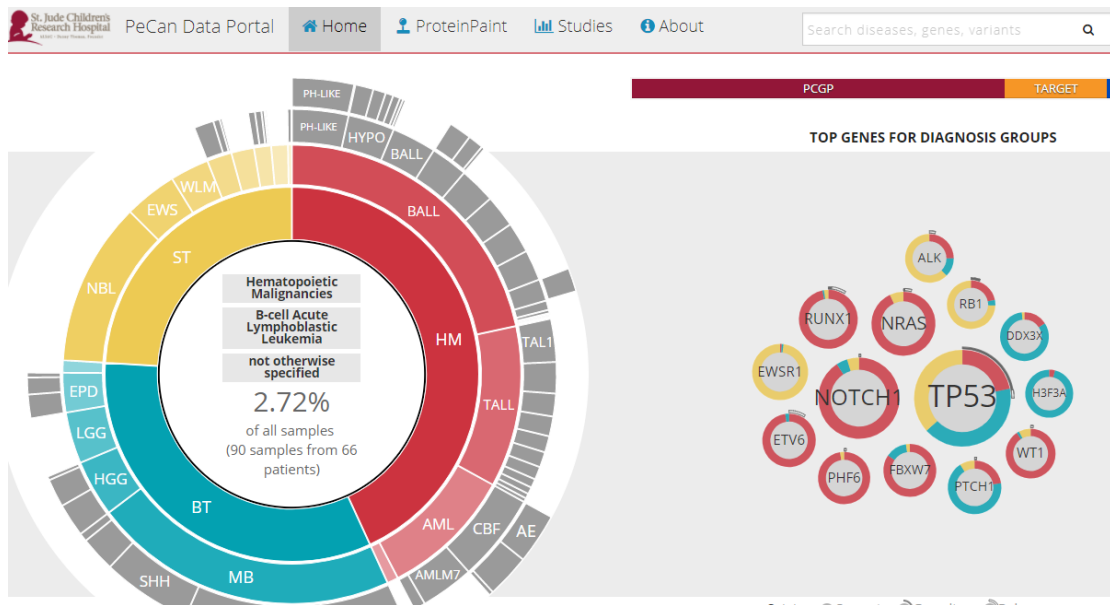 St. Jude Children's
Research Hospital
PeCan Data Portal
Home
ProteinPaint
Studies
About
Search diseases, genes, variants
PCGP
TARGET
TOP GENES FOR DIAGNOSIS GROUPS
PH-LIKE
PH-LIKE
HYPO
BALL
BALL
WLM
EWS
ST
NBL
Hematopoietic
Malignancies
B-cell Acute
Lymphoblastic
Leukemia
not otherwise
specified
2.72%
of all samples
(90 samples from 66
patients)
HM
TAL1
TALL
EPD
LGG
HGG
BT
AML
CBF
AE
AMLM7
MB
SHH
ALK
RB1
RUNX1
NRAS
DDX3X
EWSR1
NOTCH1
TP53
H3F3A
ETV6
WT1
PHF6
FBXW7
PTCH1